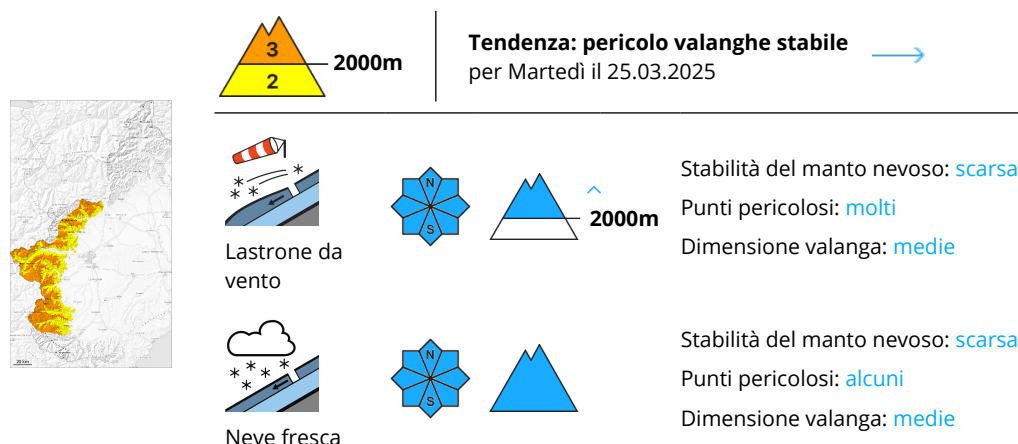 3
2
2000m
Tendenza: pericolo valanghe stabile
per Martedì il 25.03.2025
N
S
2000m
Lastrone da
vento
Stabilità del manto nevoso: scarsa
Punti pericolosi: molti
Dimensione valanga: medie
N
S
Neve fresca
Stabilità del manto nevoso: scarsa
Punti pericolosi: alcuni
Dimensione valanga: medie
20 km